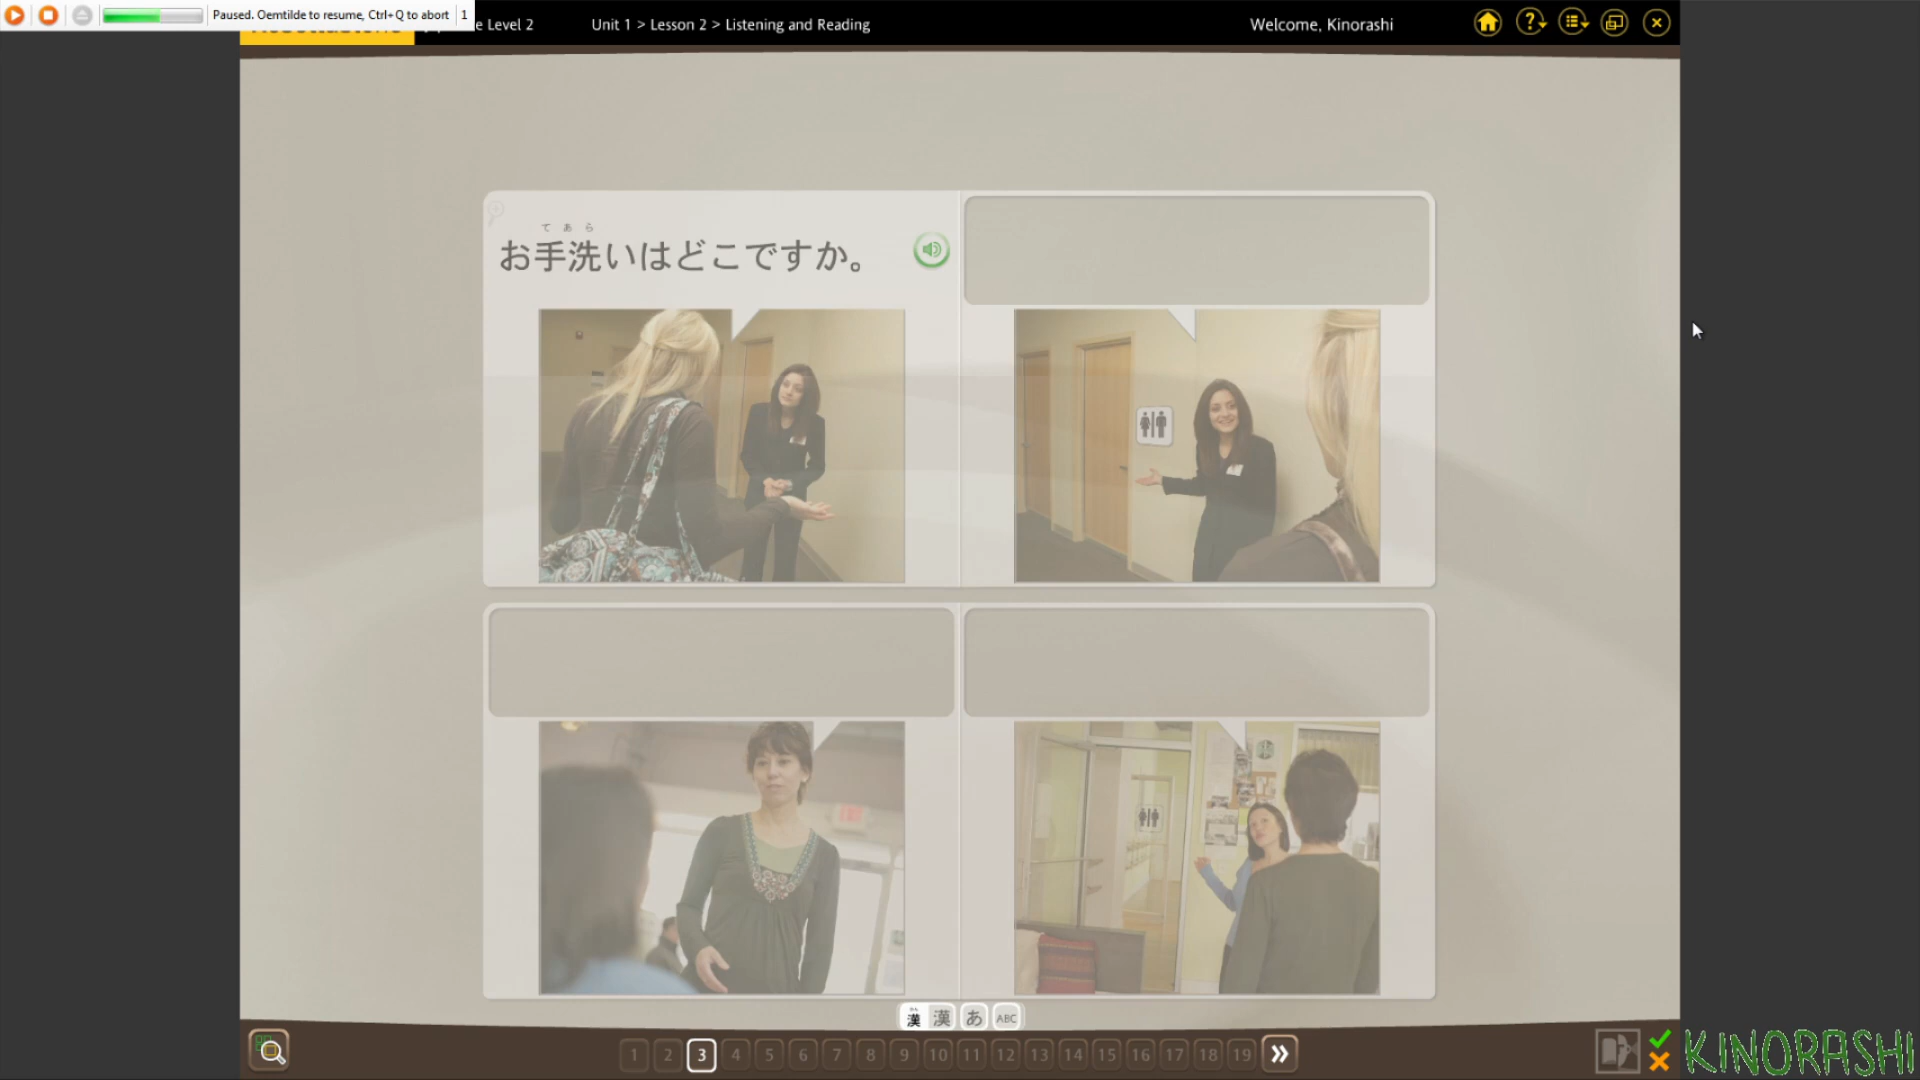 Paused. Oemtilde to resume, Ctrl+Q to abort
1
e Level 2
Unit 1 > Lesson 2 > Listening and Reading
Welcome, Kinorashi
てあら
お手洗いはどこですか。
かん
漢 漢 あ ABC
1 2 3 4 5 6 7 8 9 10 11 12 13 14 15 16 17 18 19
KINORASHI